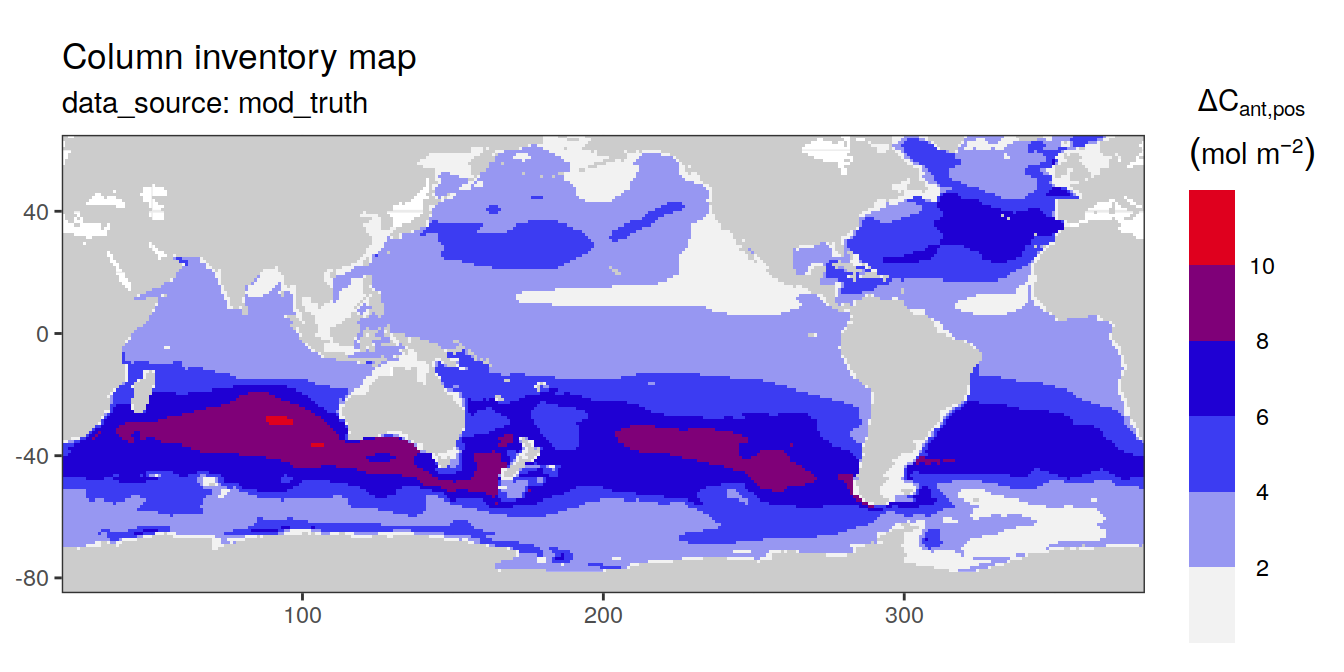 Column inventory map
data_source: mod_truth
ΔCant,pos
(mol m−2)
10
8
6
4
2
40
0
-40
-80
100 200 300